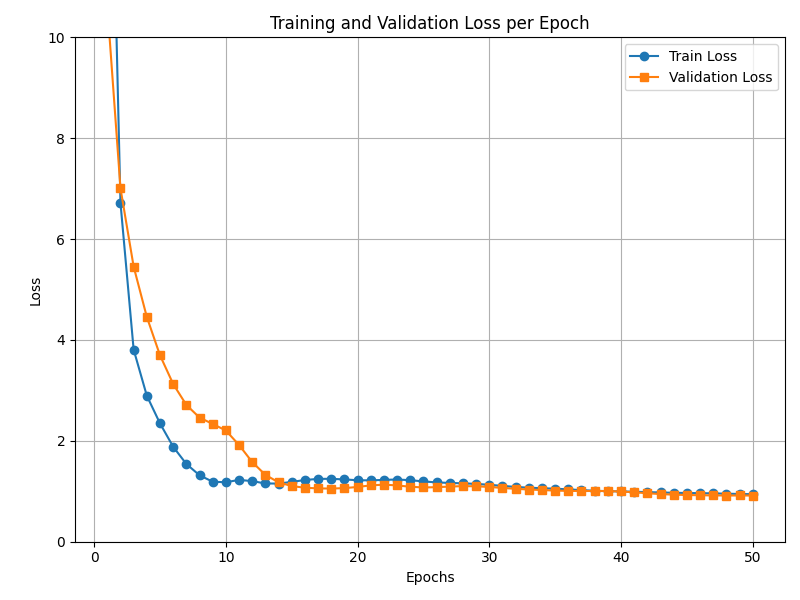 Training and Validation Loss per Epoch
Train Loss
Validation Loss
Loss
10
8
6
4
2
0
0 10 20 30 40 50
Epochs